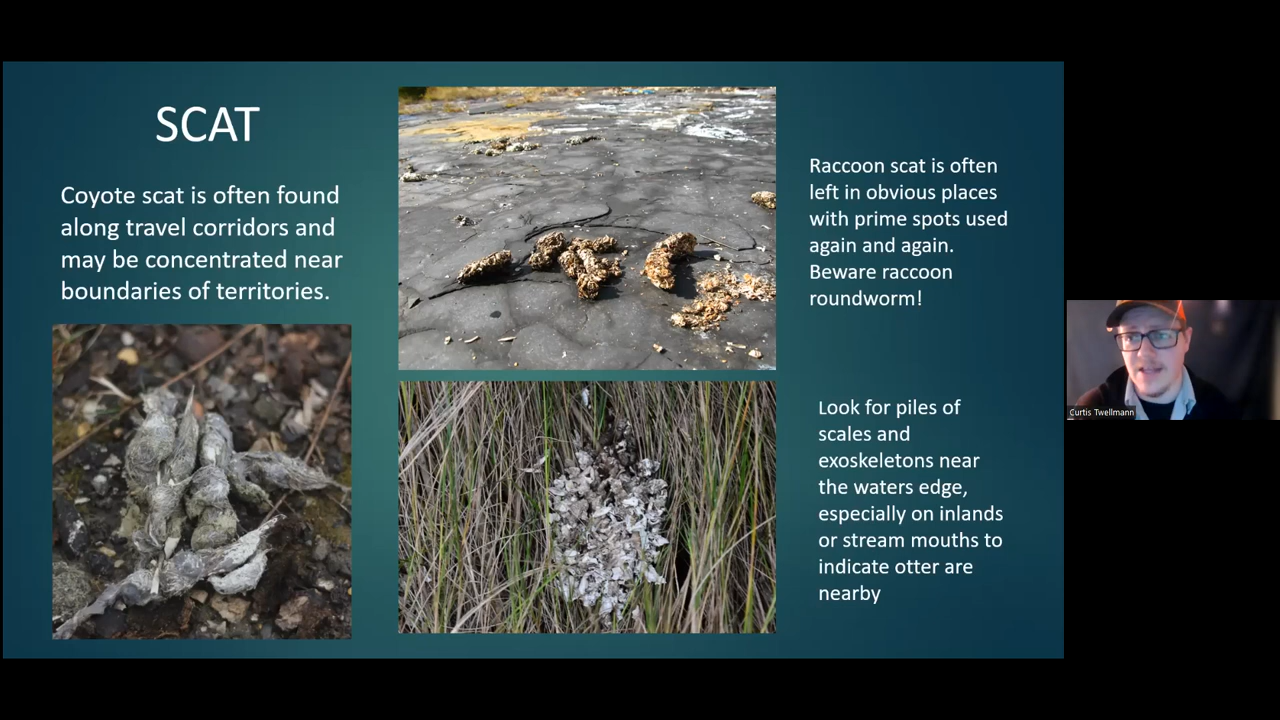 SCAT
Coyote scat is often found
along travel corridors and
may be concentrated near
boundaries of territories.
Raccoon scat is often
left in obvious places
with prime spots used
again and again.
Beware raccoon
roundworm!
Look for piles of
scales and
exoskeletons near
the waters edge,
especially on inlands
or stream mouths to
indicate otter are
nearby
Curtis Twellmann